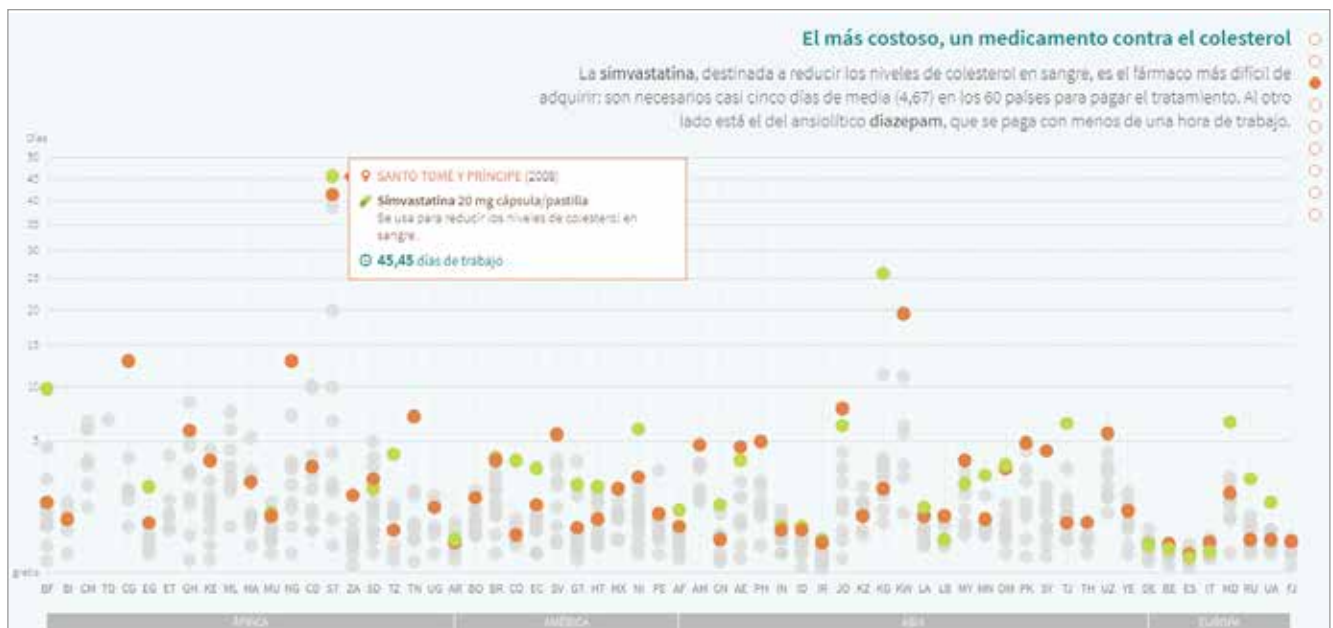 El más costoso, un medicamento contra el colesterol
La simvastatina, destinada a reducir los niveles de colesterol en sangre, es el fármaco más difícil de
adquirir: son necesarios casi cinco días de media (4,67) en los 60 países para pagar el tratamiento. Al otro
lado está el del ansiolítico diazepam, que se paga con menos de una hora de trabajo.
Días
50
45
40
35
30
25
20
15
10
5
gratis
SANTO TOMÉ Y PRÍNCIPE (2008)
Simvastatina 20 mg cápsula/pastilla
Se usa para reducir los niveles de colesterol en
sangre.
45,45 días de trabajo
BF BI CM TD CG EG ET GH KE ML MA MU NG CD ST ZA SD TZ TN UG AR BO BR CO EC SV GT HT MX NI PE AF AM CN AE PH IN ID IR JO KZ KG KW LA LB MY MN OM PK SY TJ TH UZ YE DE BE ES IT MD RU UA FJ
ÁFRICA AMÉRICA ASIA EUROPA